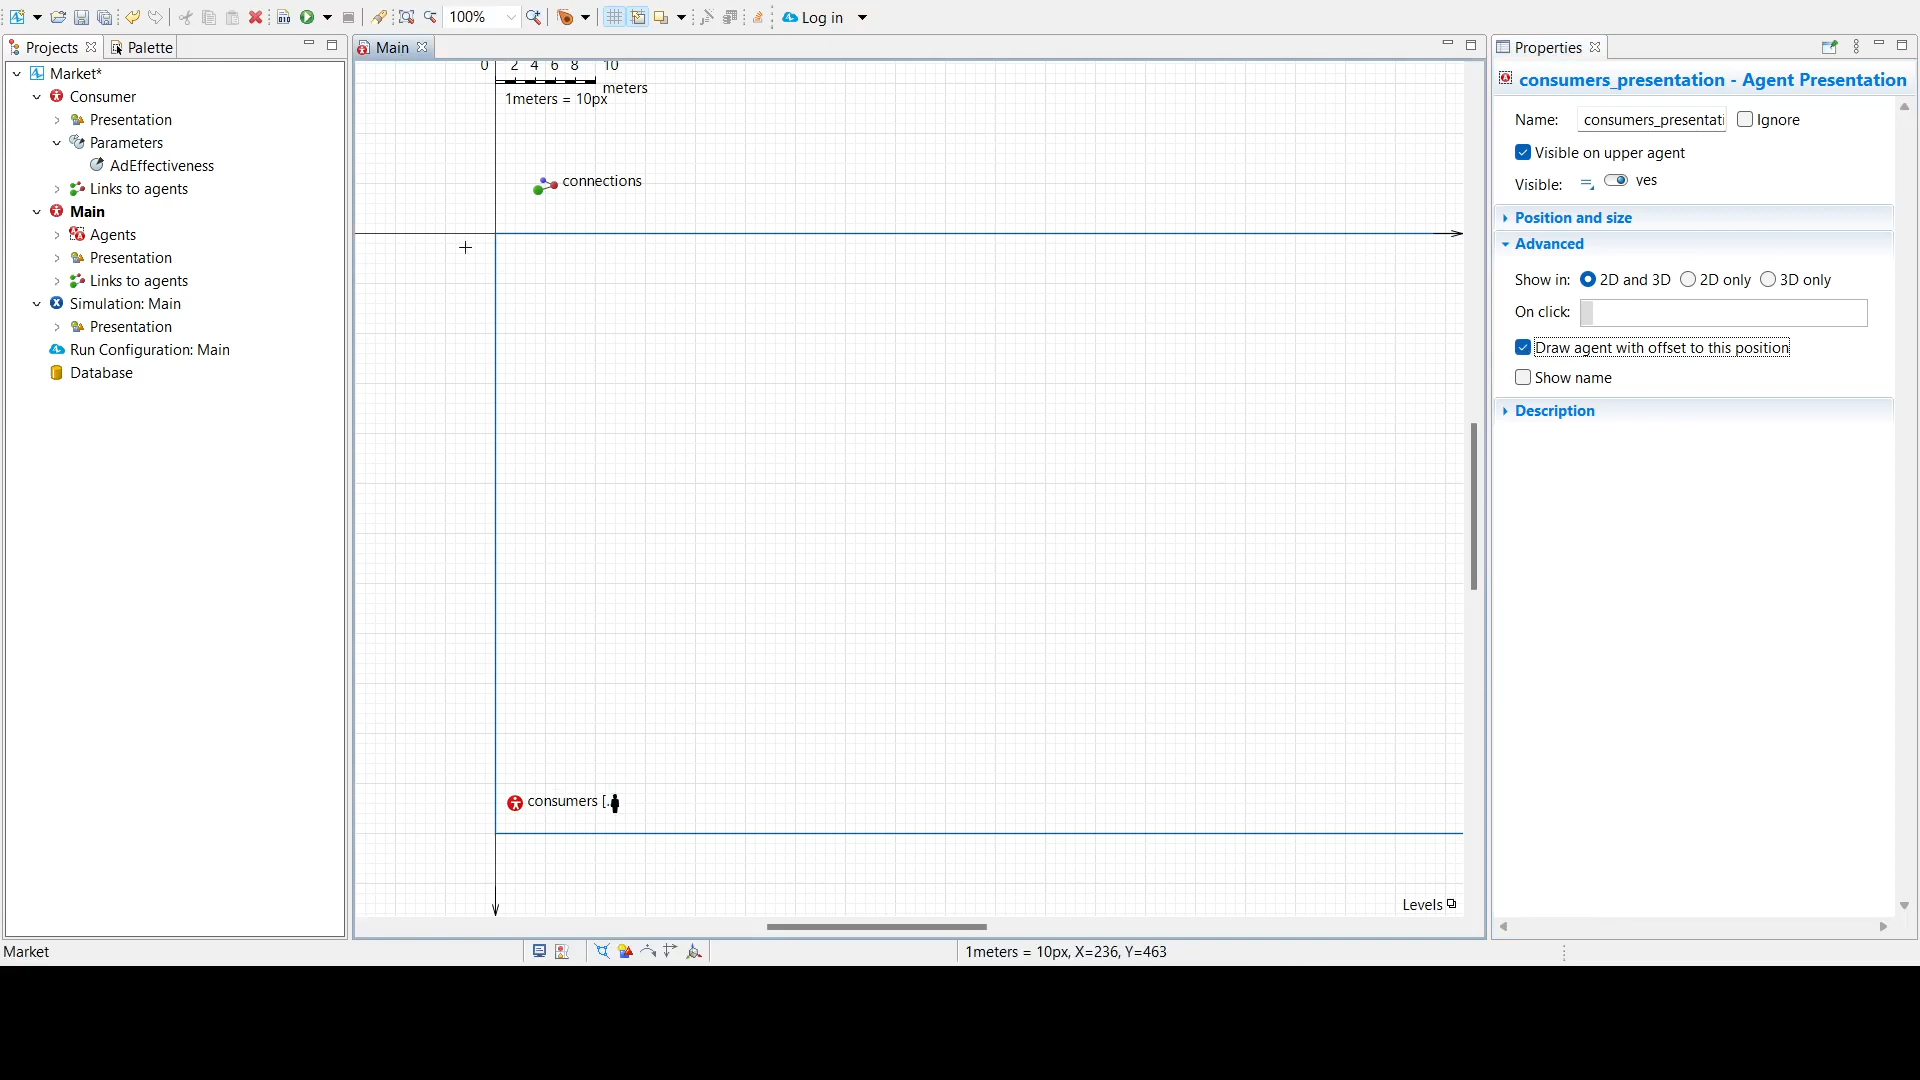 100%
Log in
Projects
Palette
Main
Properties
Market*
Consumer
Presentation
Parameters
AdEffectiveness
Links to agents
Main
Agents
Presentation
Links to agents
Simulation: Main
Presentation
Run Configuration: Main
Database
0 2 4 6 8 10
meters
1meters = 10px
connections
consumers [..
Levels
consumers_presentation - Agent Presentation
Name: consumers_presentati Ignore
Visible on upper agent
Visible: yes
Position and size
Advanced
Show in: 2D and 3D 2D only 3D only
On click:
Draw agent with offset to this position
Show name
Description
Market
1meters = 10px, X=236, Y=463